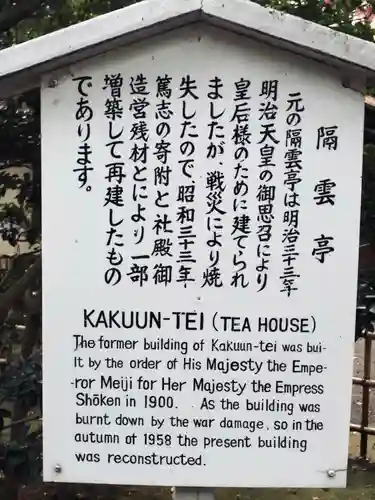 隔雲亭
元の隔雲亭は明治三十三年
明治天皇の御思召により
皇后様のために建てられ
ましたが、戦災により焼
失したので、昭和三十三年
篤志の寄附と社殿御
造営残材とにより一部
増築して再建したもの
であります。
KAKUUN-TEI (TEA HOUSE)
The former building of Kakuun-tei was bui-
lt by the order of His Majesty the Empe-
-ror Meiji for Her Majesty the Empress
Shōken in 1900. As the building was
burnt down by the war damage, so in the
autumn of 1958 the present building
was reconstructed.